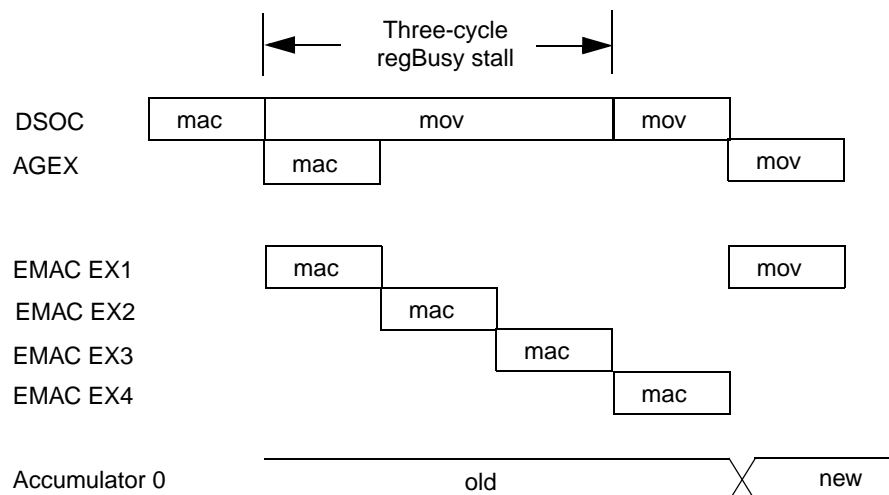 Three-cycle
regBusy stall
DSOC mac mov mov
AGEX mac mov
EMAC EX1 mac mov
EMAC EX2 mac
EMAC EX3 mac
EMAC EX4 mac
Accumulator 0 old new